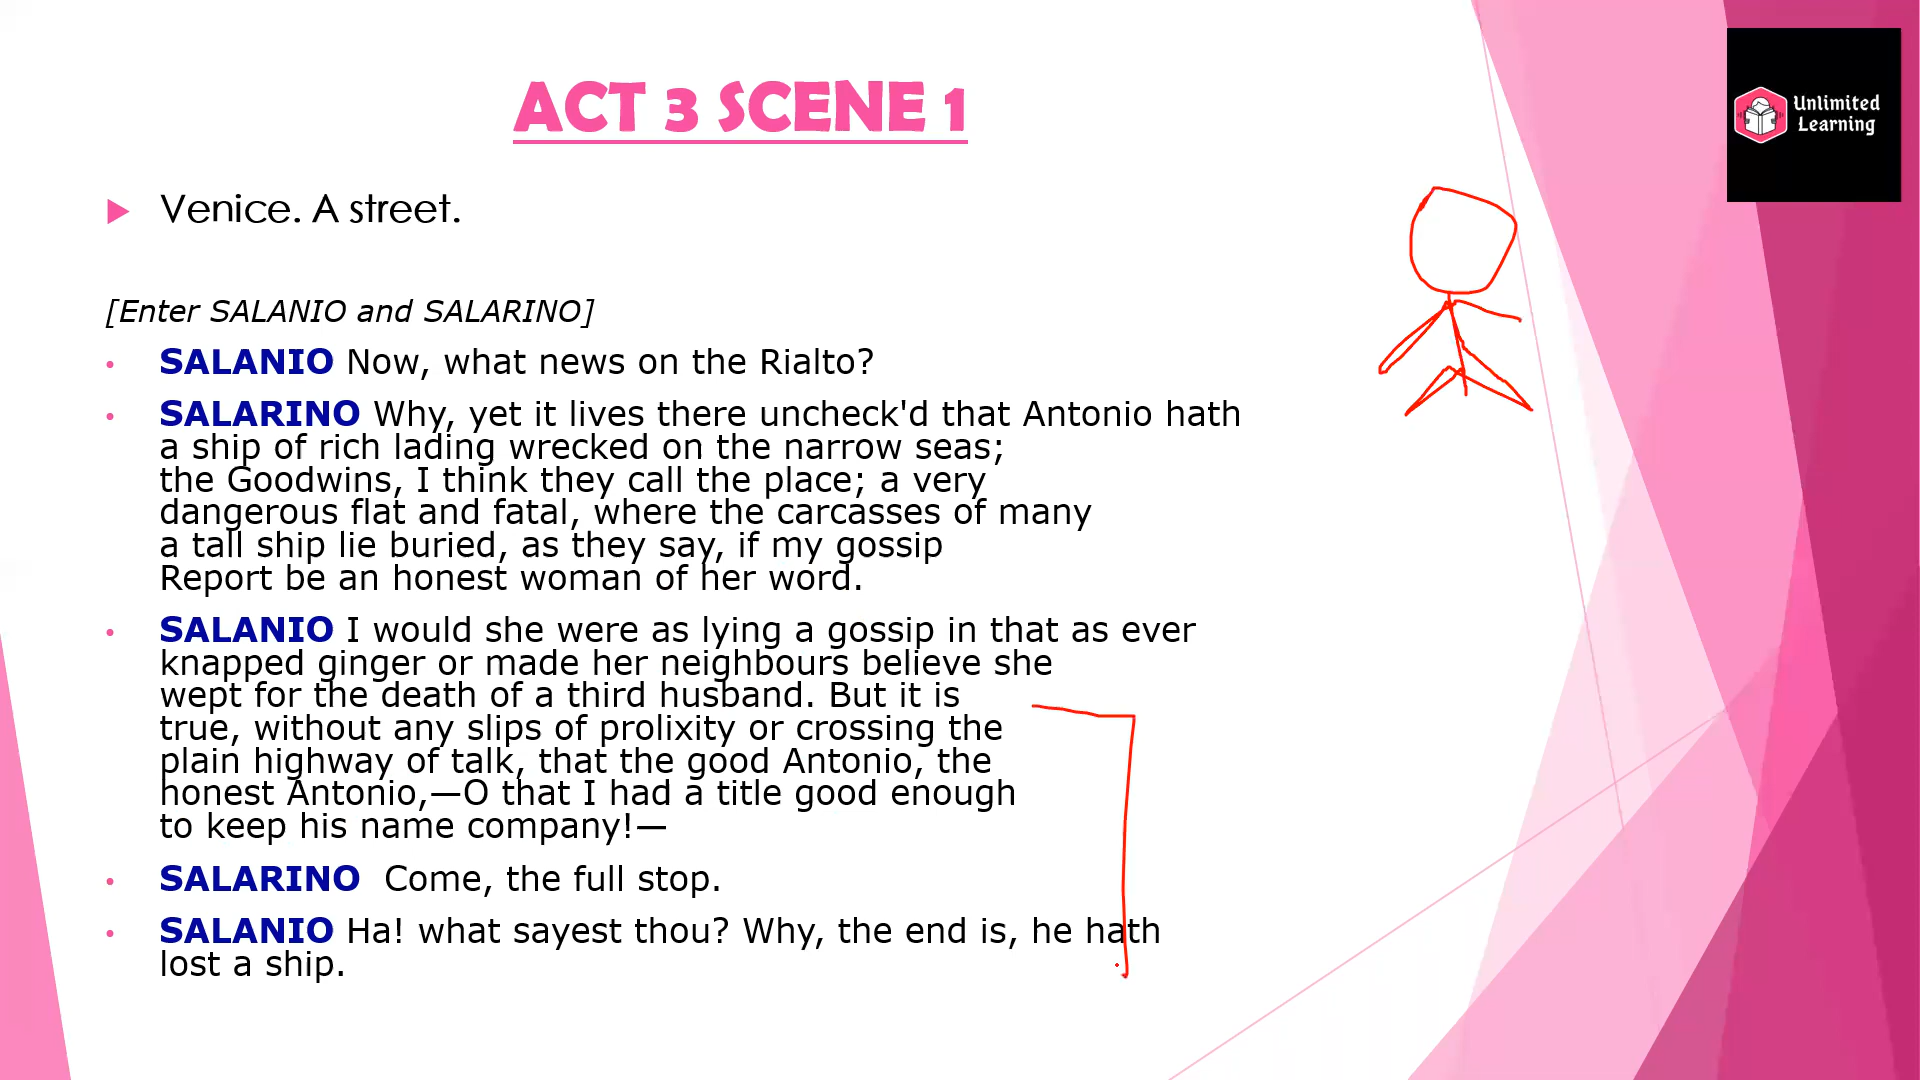 ACT 3 SCENE 1
Unlimited
Learning
Venice. A street.
[Enter SALANIO and SALARINO]
SALANIO Now, what news on the Rialto?
SALARINO Why, yet it lives there uncheck'd that Antonio hath
a ship of rich lading wrecked on the narrow seas;
the Goodwins, I think they call the place; a very
dangerous flat and fatal, where the carcasses of many
a tall ship lie buried, as they say, if my gossip
Report be an honest woman of her word.
SALANIO I would she were as lying a gossip in that as ever
knapped ginger or made her neighbours believe she
wept for the death of a third husband. But it is
true, without any slips of prolixity or crossing the
plain highway of talk, that the good Antonio, the
honest Antonio,—O that I had a title good enough
to keep his name company!—
SALARINO Come, the full stop.
SALANIO Ha! what sayest thou? Why, the end is, he hath
lost a ship.